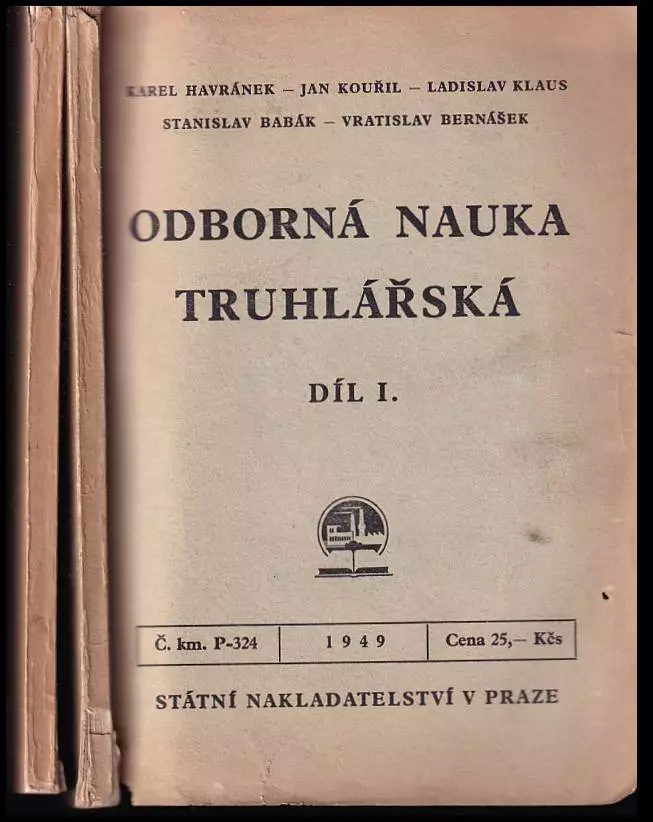 KAREL HAVRÁNEK – JAN KOUŘIL – LADISLAV KLAUS
STANISLAV BABÁK – VRATISLAV BERNÁŠEK
ODBORNÁ NAUKA
TRUHLÁŘSKÁ
DÍL I.
Č. km. P-324 1949 Cena 25,— Kčs
STÁTNÍ NAKLADATELSTVÍ V PRAZE